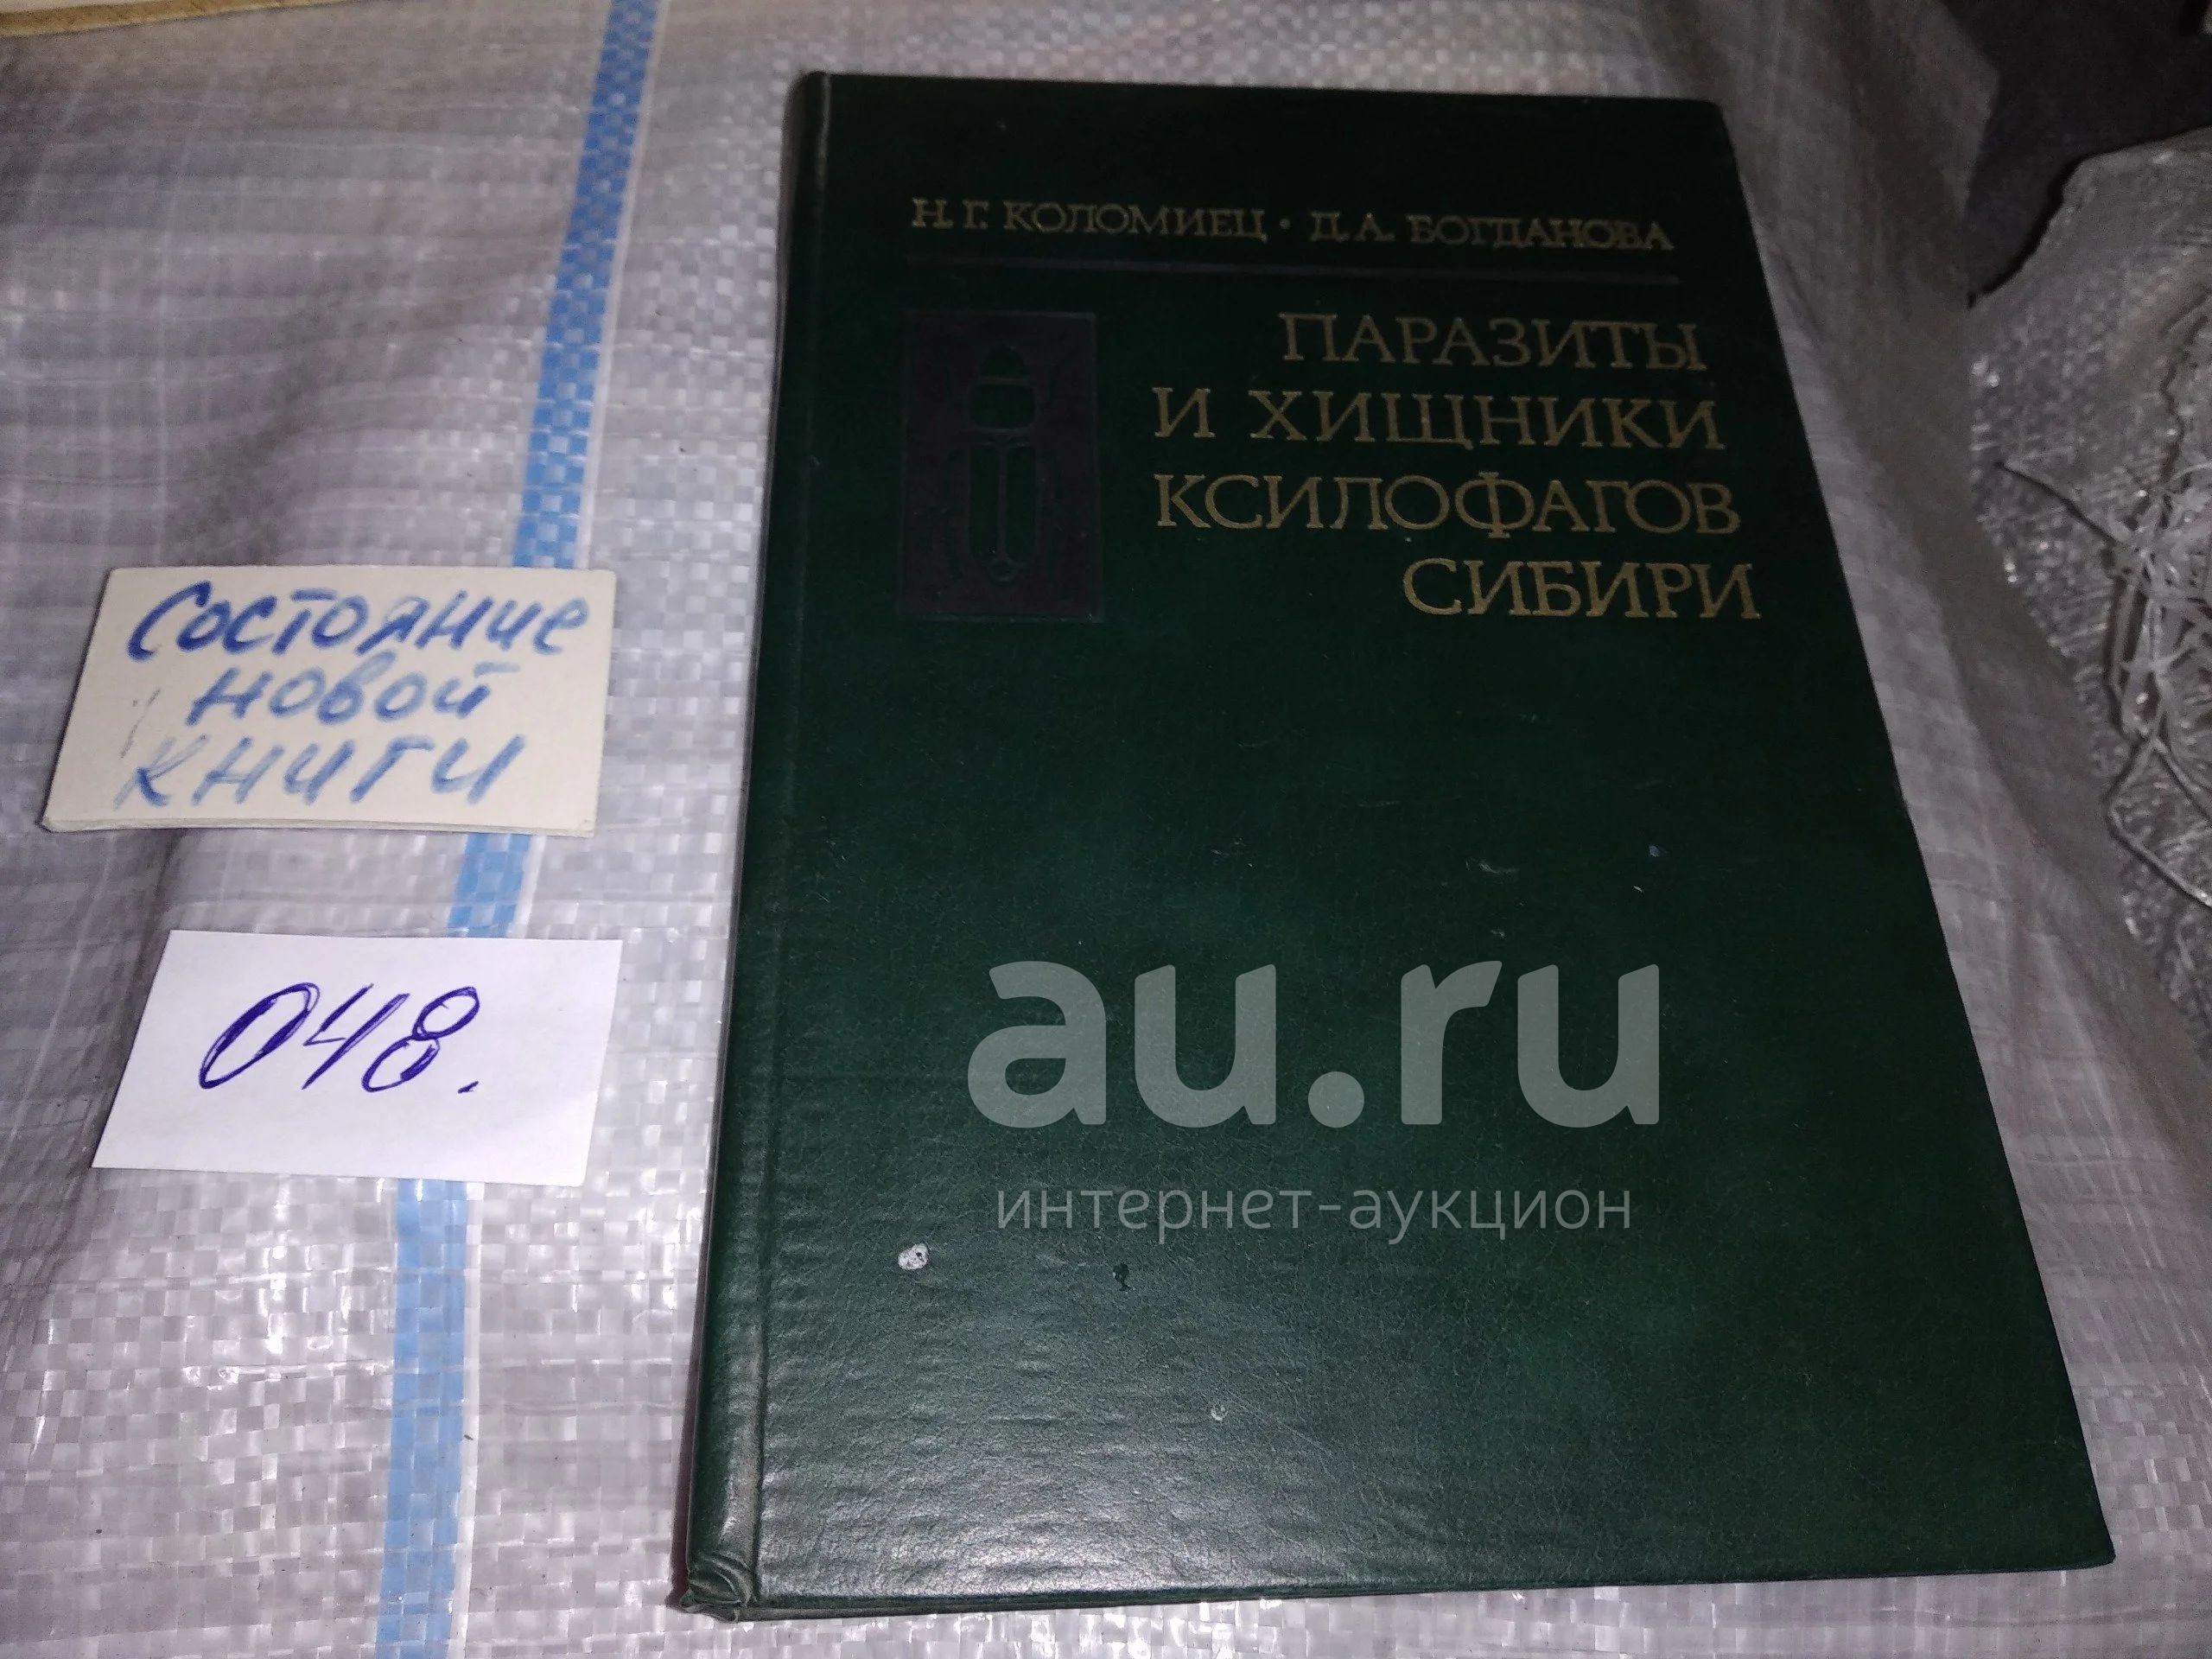 Н. Г. КОЛОМИЕЦ · Д. А. БОГДАНОВА
ПАРАЗИТЫ
И ХИЩНИКИ
КСИЛОФАГОВ
СИБИРИ
Состояние
новой
книги
048.
au.ru
интернет-аукцион